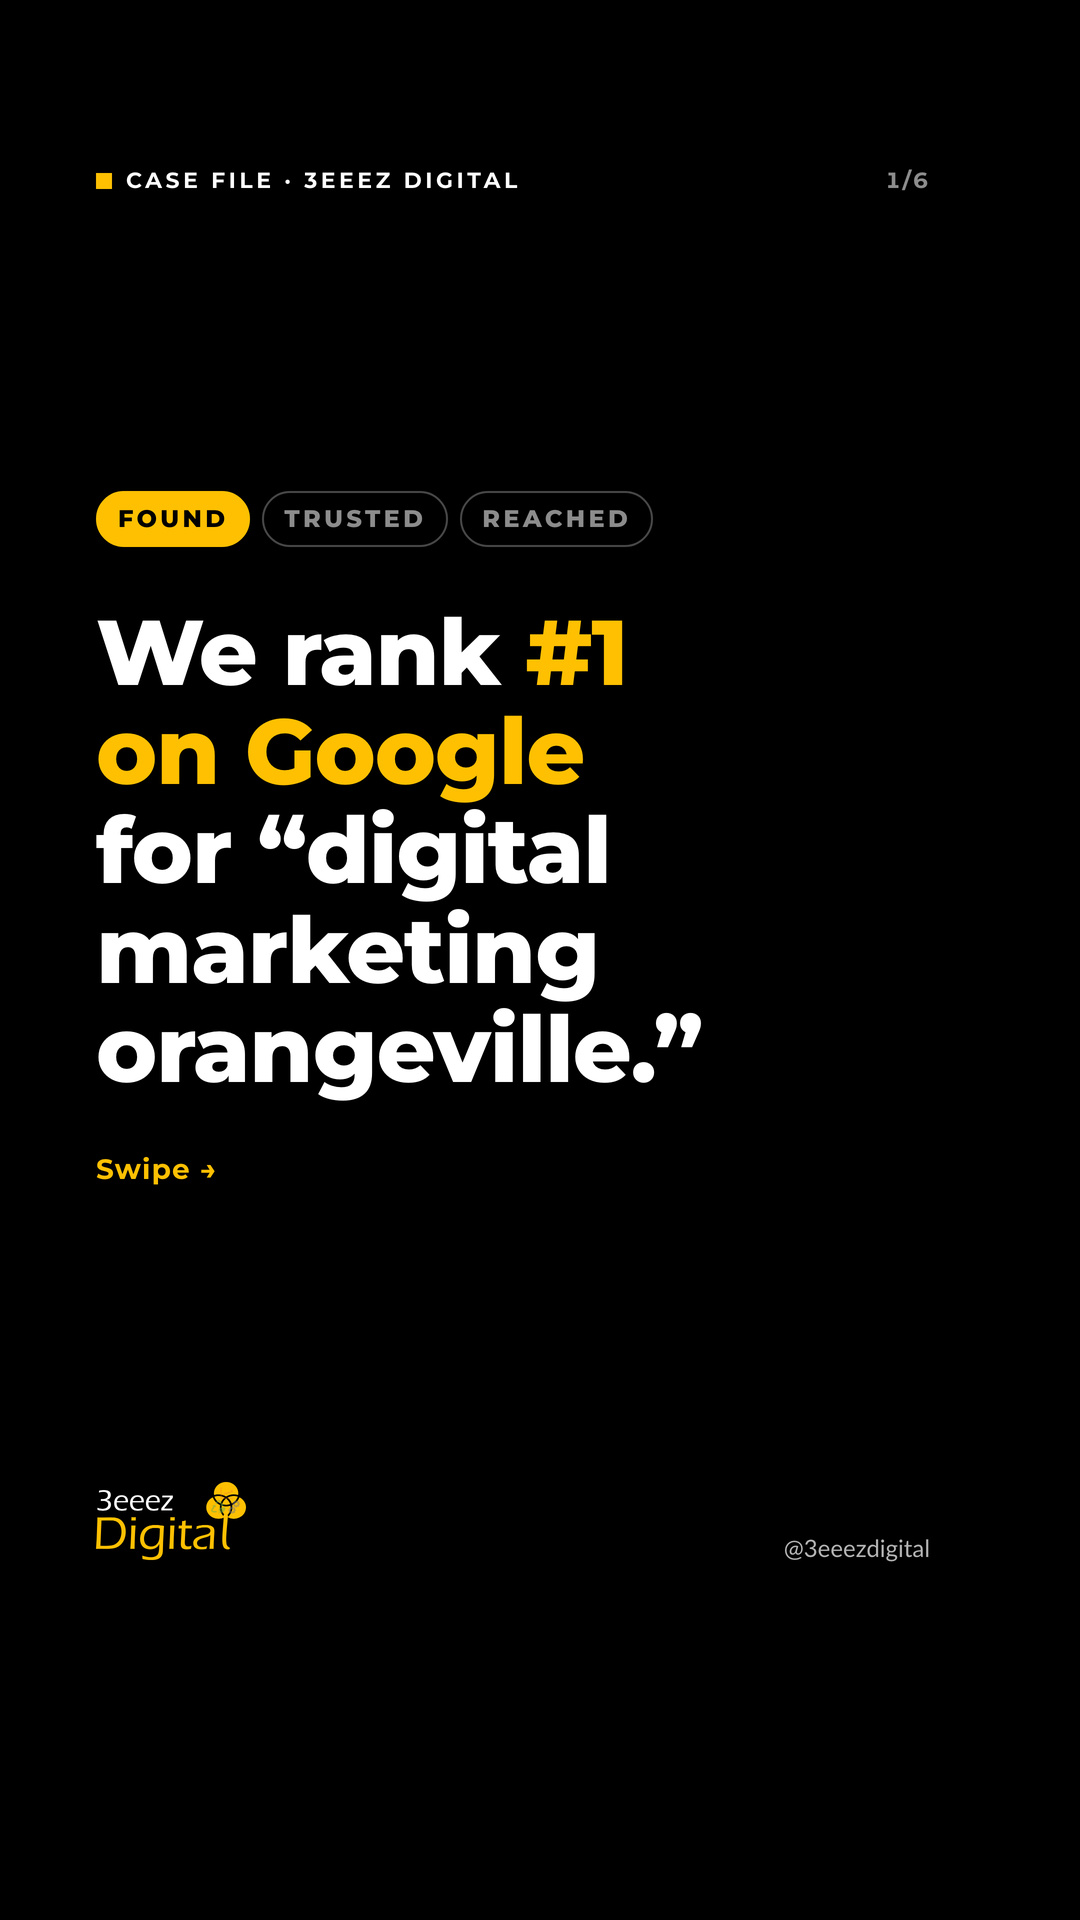 CASE FILE · 3EEEZ DIGITAL
1/6
FOUND
TRUSTED
REACHED
We rank #1
on Google
for “digital
marketing
orangeville.”
Swipe →
3eeez
Digital
@3eeezdigital